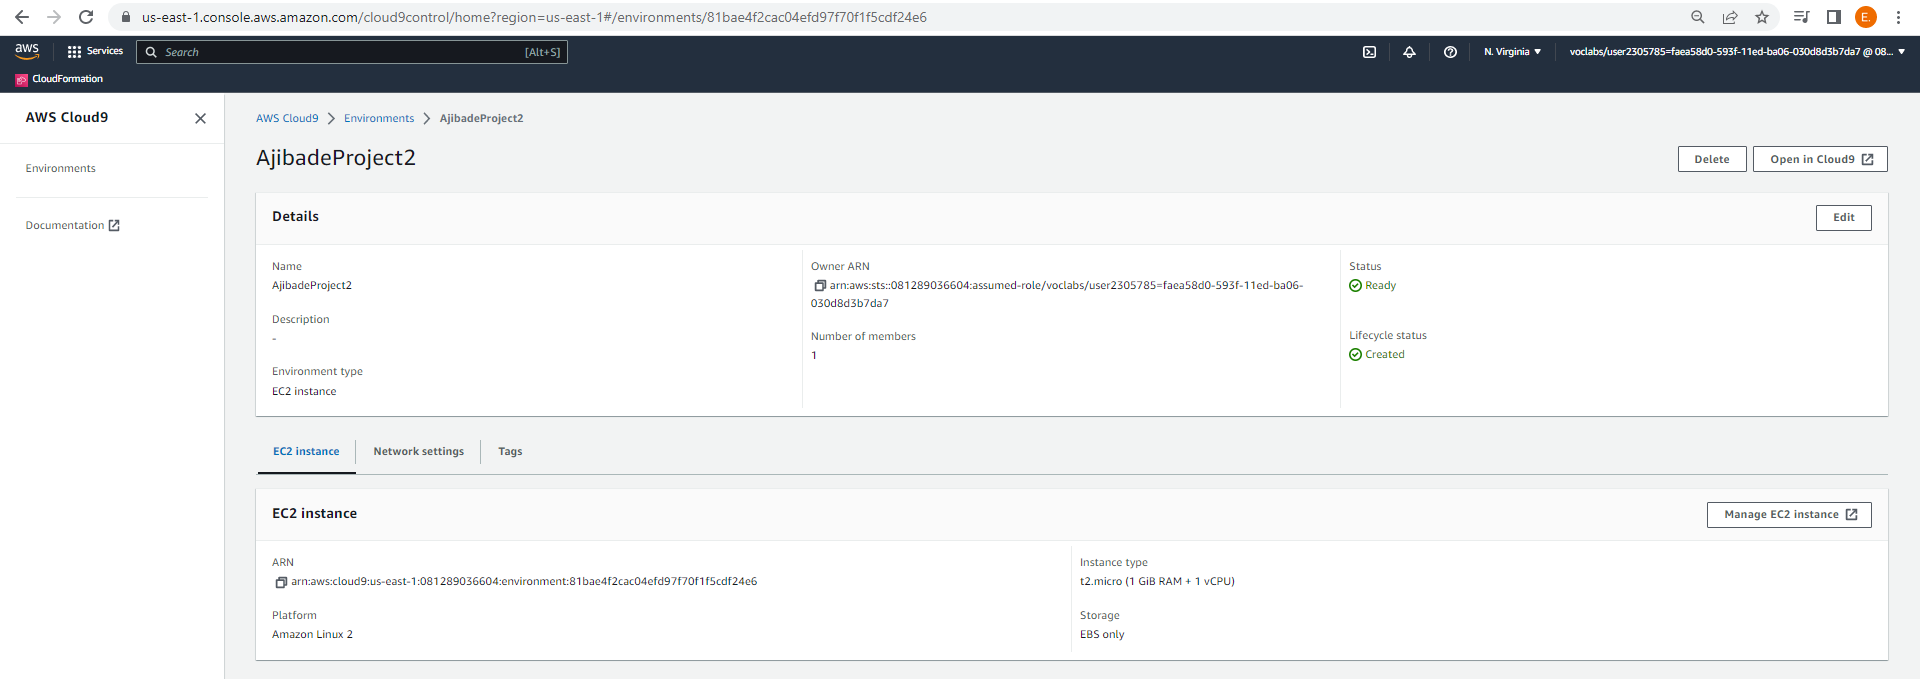 us-east-1.console.aws.amazon.com/cloud9control/home?region=us-east-1#/environments/81bae4f2cac04efd97f70f1f5cdf24e6
E.
aws
Services
Search
[Alt+S]
N. Virginia
voclabs/user2305785=faea58d0-593f-11ed-ba06-030d8d3b7da7 @ 08...
CloudFormation
AWS Cloud9
Environments
Documentation
AWS Cloud9 > Environments > AjibadeProject2
AjibadeProject2
Delete
Open in Cloud9
Details
Edit
Name
AjibadeProject2
Description
-
Environment type
EC2 instance
Owner ARN
arn:aws:sts::081289036604:assumed-role/voclabs/user2305785=faea58d0-593f-11ed-ba06-
030d8d3b7da7
Number of members
1
Status
Ready
Lifecycle status
Created
EC2 instance
Network settings
Tags
EC2 instance
Manage EC2 instance
ARN
arn:aws:cloud9:us-east-1:081289036604:environment:81bae4f2cac04efd97f70f1f5cdf24e6
Platform
Amazon Linux 2
Instance type
t2.micro (1 GiB RAM + 1 vCPU)
Storage
EBS only